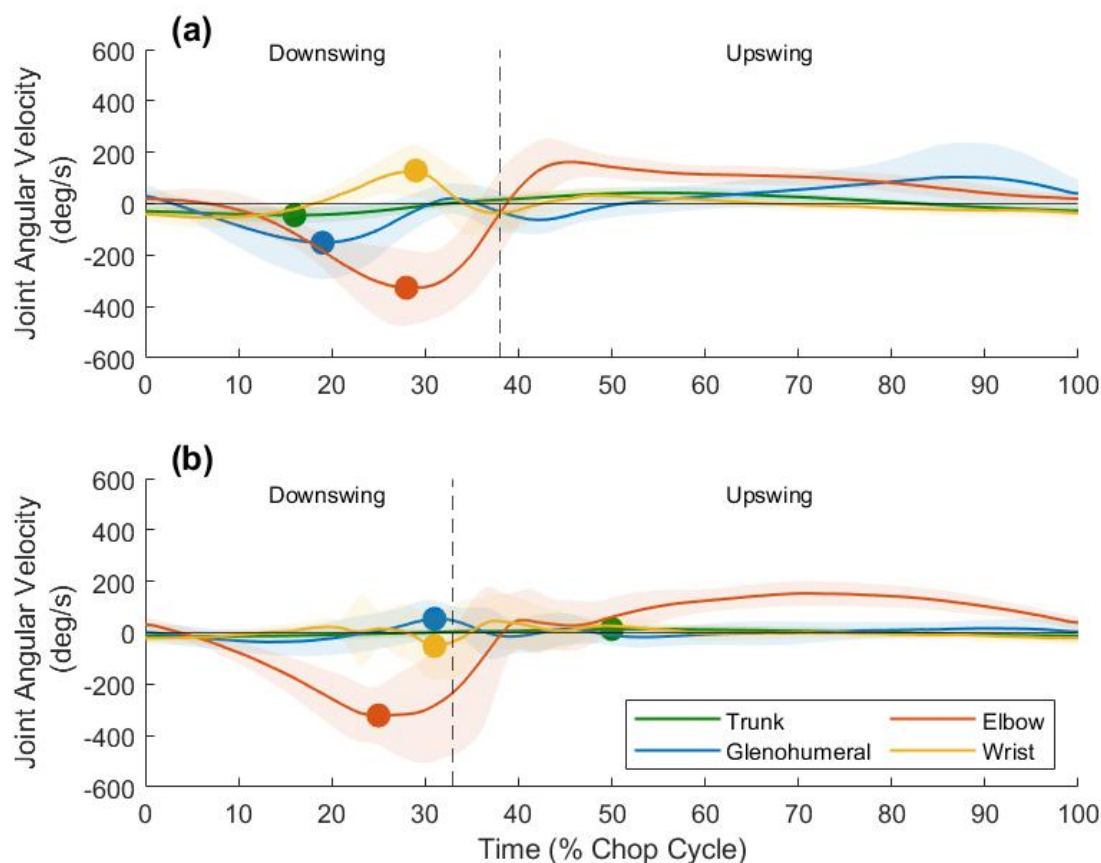 (a)
Downswing Upswing
Joint Angular Velocity
(deg/s)
600
400
200
0
-200
-400
-600
0 10 20 30 40 50 60 70 80 90 100
(b)
Downswing Upswing
Joint Angular Velocity
(deg/s)
600
400
200
0
-200
-400
-600
Trunk Elbow
Glenohumeral Wrist
0 10 20 30 40 50 60 70 80 90 100
Time (% Chop Cycle)